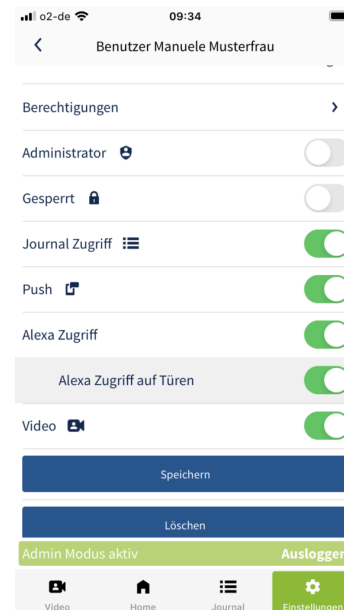 o2-de 09:34
Benutzer Manuele Musterfrau
Berechtigungen
Administrator
Gesperrt
Journal Zugriff
Push
Alexa Zugriff
Alexa Zugriff auf Türen
Video
Speichern
Löschen
Admin Modus aktiv Ausloggen
Video Home Journal Einstellungen